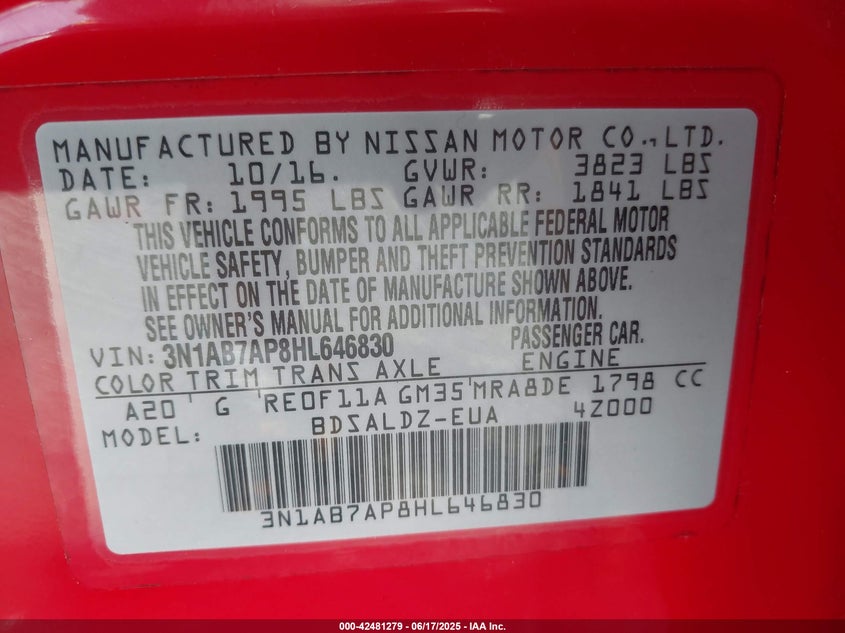 MANUFACTURED BY NISSAN MOTOR CO.,LTD.
DATE: 10/16. GVWR: 3823 LBS
GAWR FR: 1995 LBS GAWR RR: 1841 LBS
THIS VEHICLE CONFORMS TO ALL APPLICABLE FEDERAL MOTOR
VEHICLE SAFETY, BUMPER AND THEFT PREVENTION STANDARDS
IN EFFECT ON THE DATE OF MANUFACTURE SHOWN ABOVE.
SEE OWNER'S MANUAL FOR ADDITIONAL INFORMATION.
VIN: 3N1AB7AP8HL646830 PASSENGER CAR.
COLOR TRIM TRANS AXLE ENGINE
A20 G RE0F11A GM35 MRA8DE 1798 CC
MODEL: BDSALDZ-EUA 4Z000
3N1AB7AP8HL646830
000-42481279 - 06/17/2025 - IAA Inc.